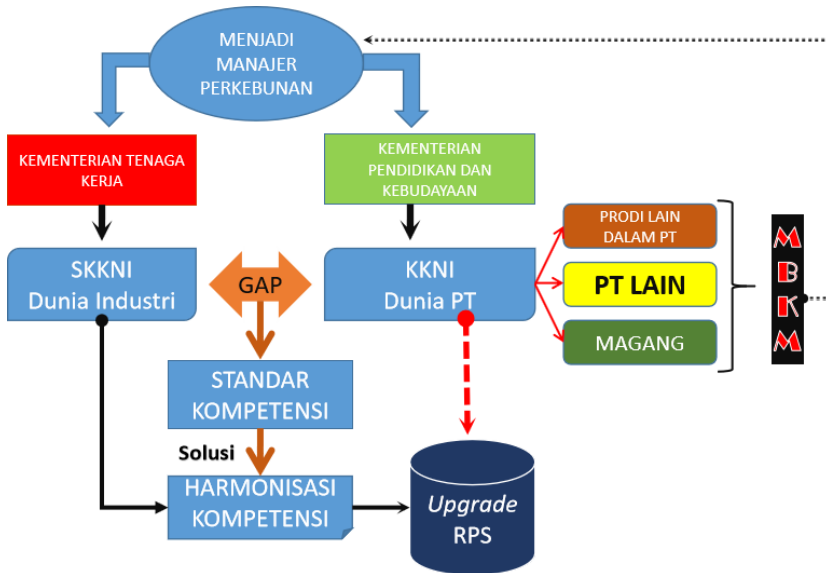 MENJADI
MANAJER
PERKEBUNAN
KEMENTERIAN TENAGA
KERJA
KEMENTERIAN
PENDIDIKAN DAN
KEBUDAYAAN
SKKNI
Dunia Industri
GAP
KKNI
Dunia PT
PRODI LAIN
DALAM PT
PT LAIN
MAGANG
M
B
K
M
STANDAR
KOMPETENSI
Solusi
HARMONISASI
KOMPETENSI
Upgrade
RPS